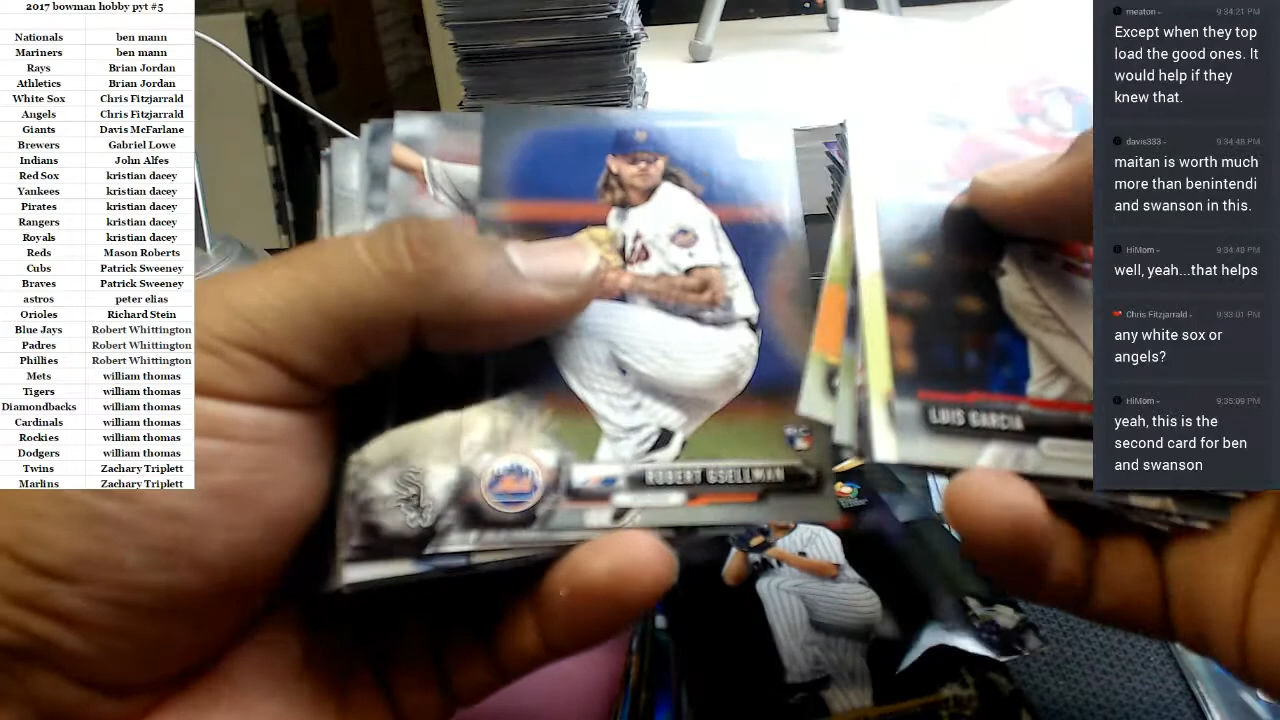 2017 bowman hobby pyt #5
Nationals ben mann
Mariners ben mann
Rays Brian Jordan
Athletics Brian Jordan
White Sox Chris Fitzjarrald
Angels Chris Fitzjarrald
Giants Davis McFarlane
Brewers Gabriel Lowe
Indians John Alfes
Red Sox kristian dacey
Yankees kristian dacey
Pirates kristian dacey
Rangers kristian dacey
Royals kristian dacey
Reds Mason Roberts
Cubs Patrick Sweeney
Braves Patrick Sweeney
astros peter elias
Orioles Richard Stein
Blue Jays Robert Whittington
Padres Robert Whittington
Phillies Robert Whittington
Mets william thomas
Tigers william thomas
Diamondbacks william thomas
Cardinals william thomas
Rockies william thomas
Dodgers william thomas
Twins Zachary Triplett
Marlins Zachary Triplett
ROBERT GSELLMAN
LUIS GARCIA
meaton 9:34:21 PM
Except when they top
load the good ones. It
would help if they
knew that.
davis333 9:34:48 PM
maitan is worth much
more than benintendi
and swanson in this.
HiMom 9:34:40 PM
well, yeah...that helps
Chris Fitzjarrald 9:33:01 PM
any white sox or
angels?
HiMom 9:35:09 PM
yeah, this is the
second card for ben
and swanson